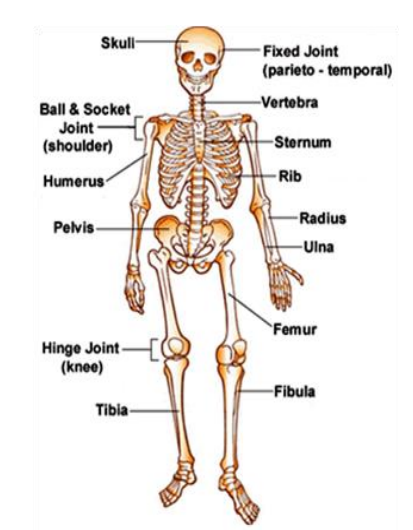 Skull
Fixed Joint
(parieto - temporal)
Vertebra
Ball & Socket
Joint
(shoulder)
Sternum
Humerus
Rib
Radius
Pelvis
Ulna
Femur
Hinge Joint
(knee)
Fibula
Tibia